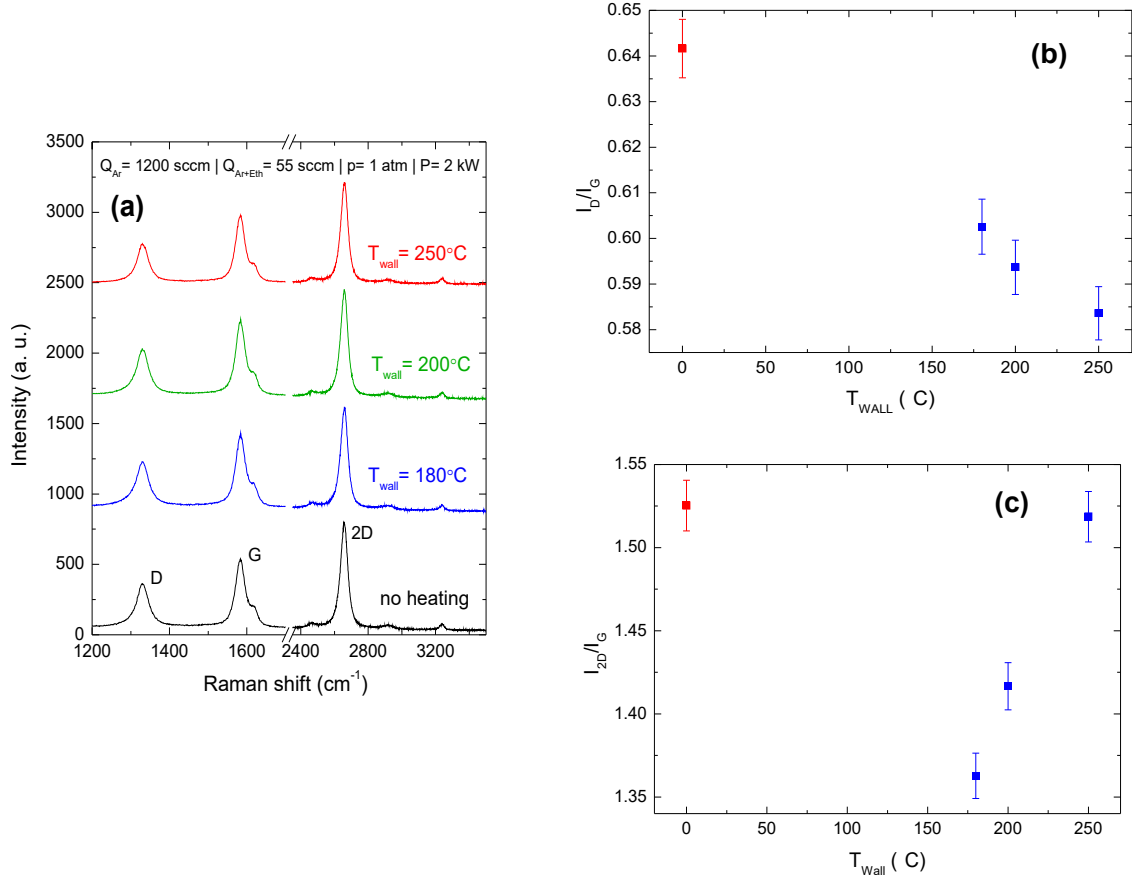 Q_Ar= 1200 sccm | Q_Ar+Eth= 55 sccm | p= 1 atm | P= 2 kW
(a)
3500
3000
2500
2000
1500
1000
500
0
Intensity (a. u.)
T_wall= 250°C
T_wall= 200°C
T_wall= 180°C
no heating
D
G
2D
1200
1400
1600
2400
2800
3200
Raman shift (cm⁻¹)
(b)
0.65
0.64
0.63
0.62
0.61
0.60
0.59
0.58
I_D/I_G
0
50
100
150
200
250
T_WALL ( C)
(c)
1.55
1.50
1.45
1.40
1.35
I_2D/I_G
0
50
100
150
200
250
T_Wall ( C)